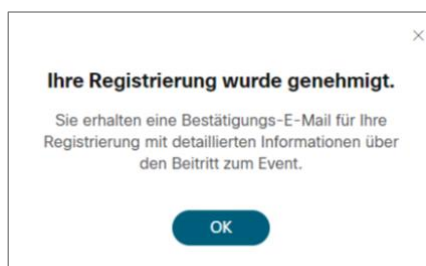 Ihre Registrierung wurde genehmigt.
Sie erhalten eine Bestätigungs-E-Mail für Ihre
Registrierung mit detaillierten Informationen über
den Beitritt zum Event.
OK